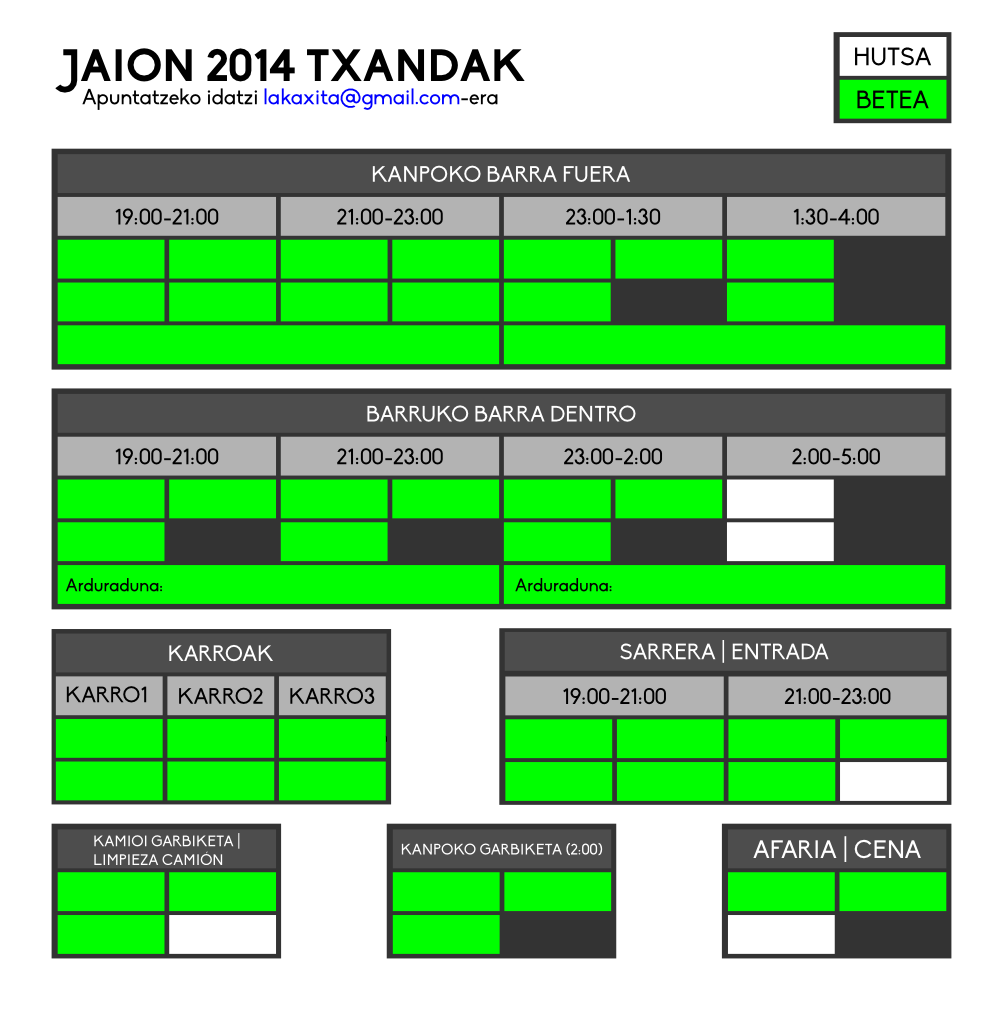 JAION 2014 TXANDAK
Apuntatzeko idatzi lakaxita@gmail.com-era
HUTSA
BETEA
KANPOKO BARRA FUERA
19:00-21:00 21:00-23:00 23:00-1:30 1:30-4:00
BARRUKO BARRA DENTRO
19:00-21:00 21:00-23:00 23:00-2:00 2:00-5:00
Arduraduna: Arduraduna:
KARROAK
KARRO1 KARRO2 KARRO3
SARRERA | ENTRADA
19:00-21:00 21:00-23:00
KAMIOI GARBIKETA |
LIMPIEZA CAMIÓN
KANPOKO GARBIKETA (2:00)
AFARIA | CENA